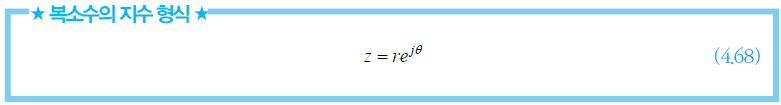 ★ 복소수의 지수 형식 ★
z = re^{jθ} (4.68)